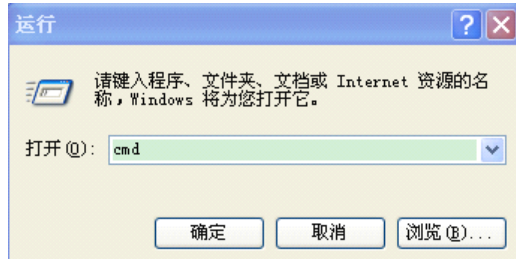 运行
请键入程序、文件夹、文档或 Internet 资源的名
称，Windows 将为您打开它。
打开(O): cmd
确定 取消 浏览(B)...